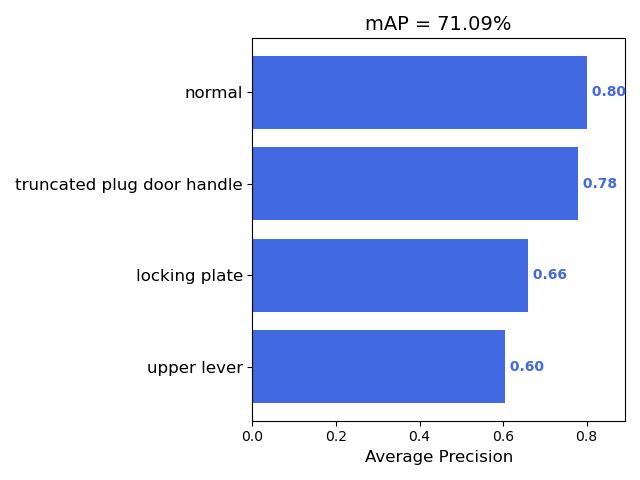 mAP = 71.09%
normal
0.80
truncated plug door handle
0.78
locking plate
0.66
upper lever
0.60
0.0 0.2 0.4 0.6 0.8
Average Precision